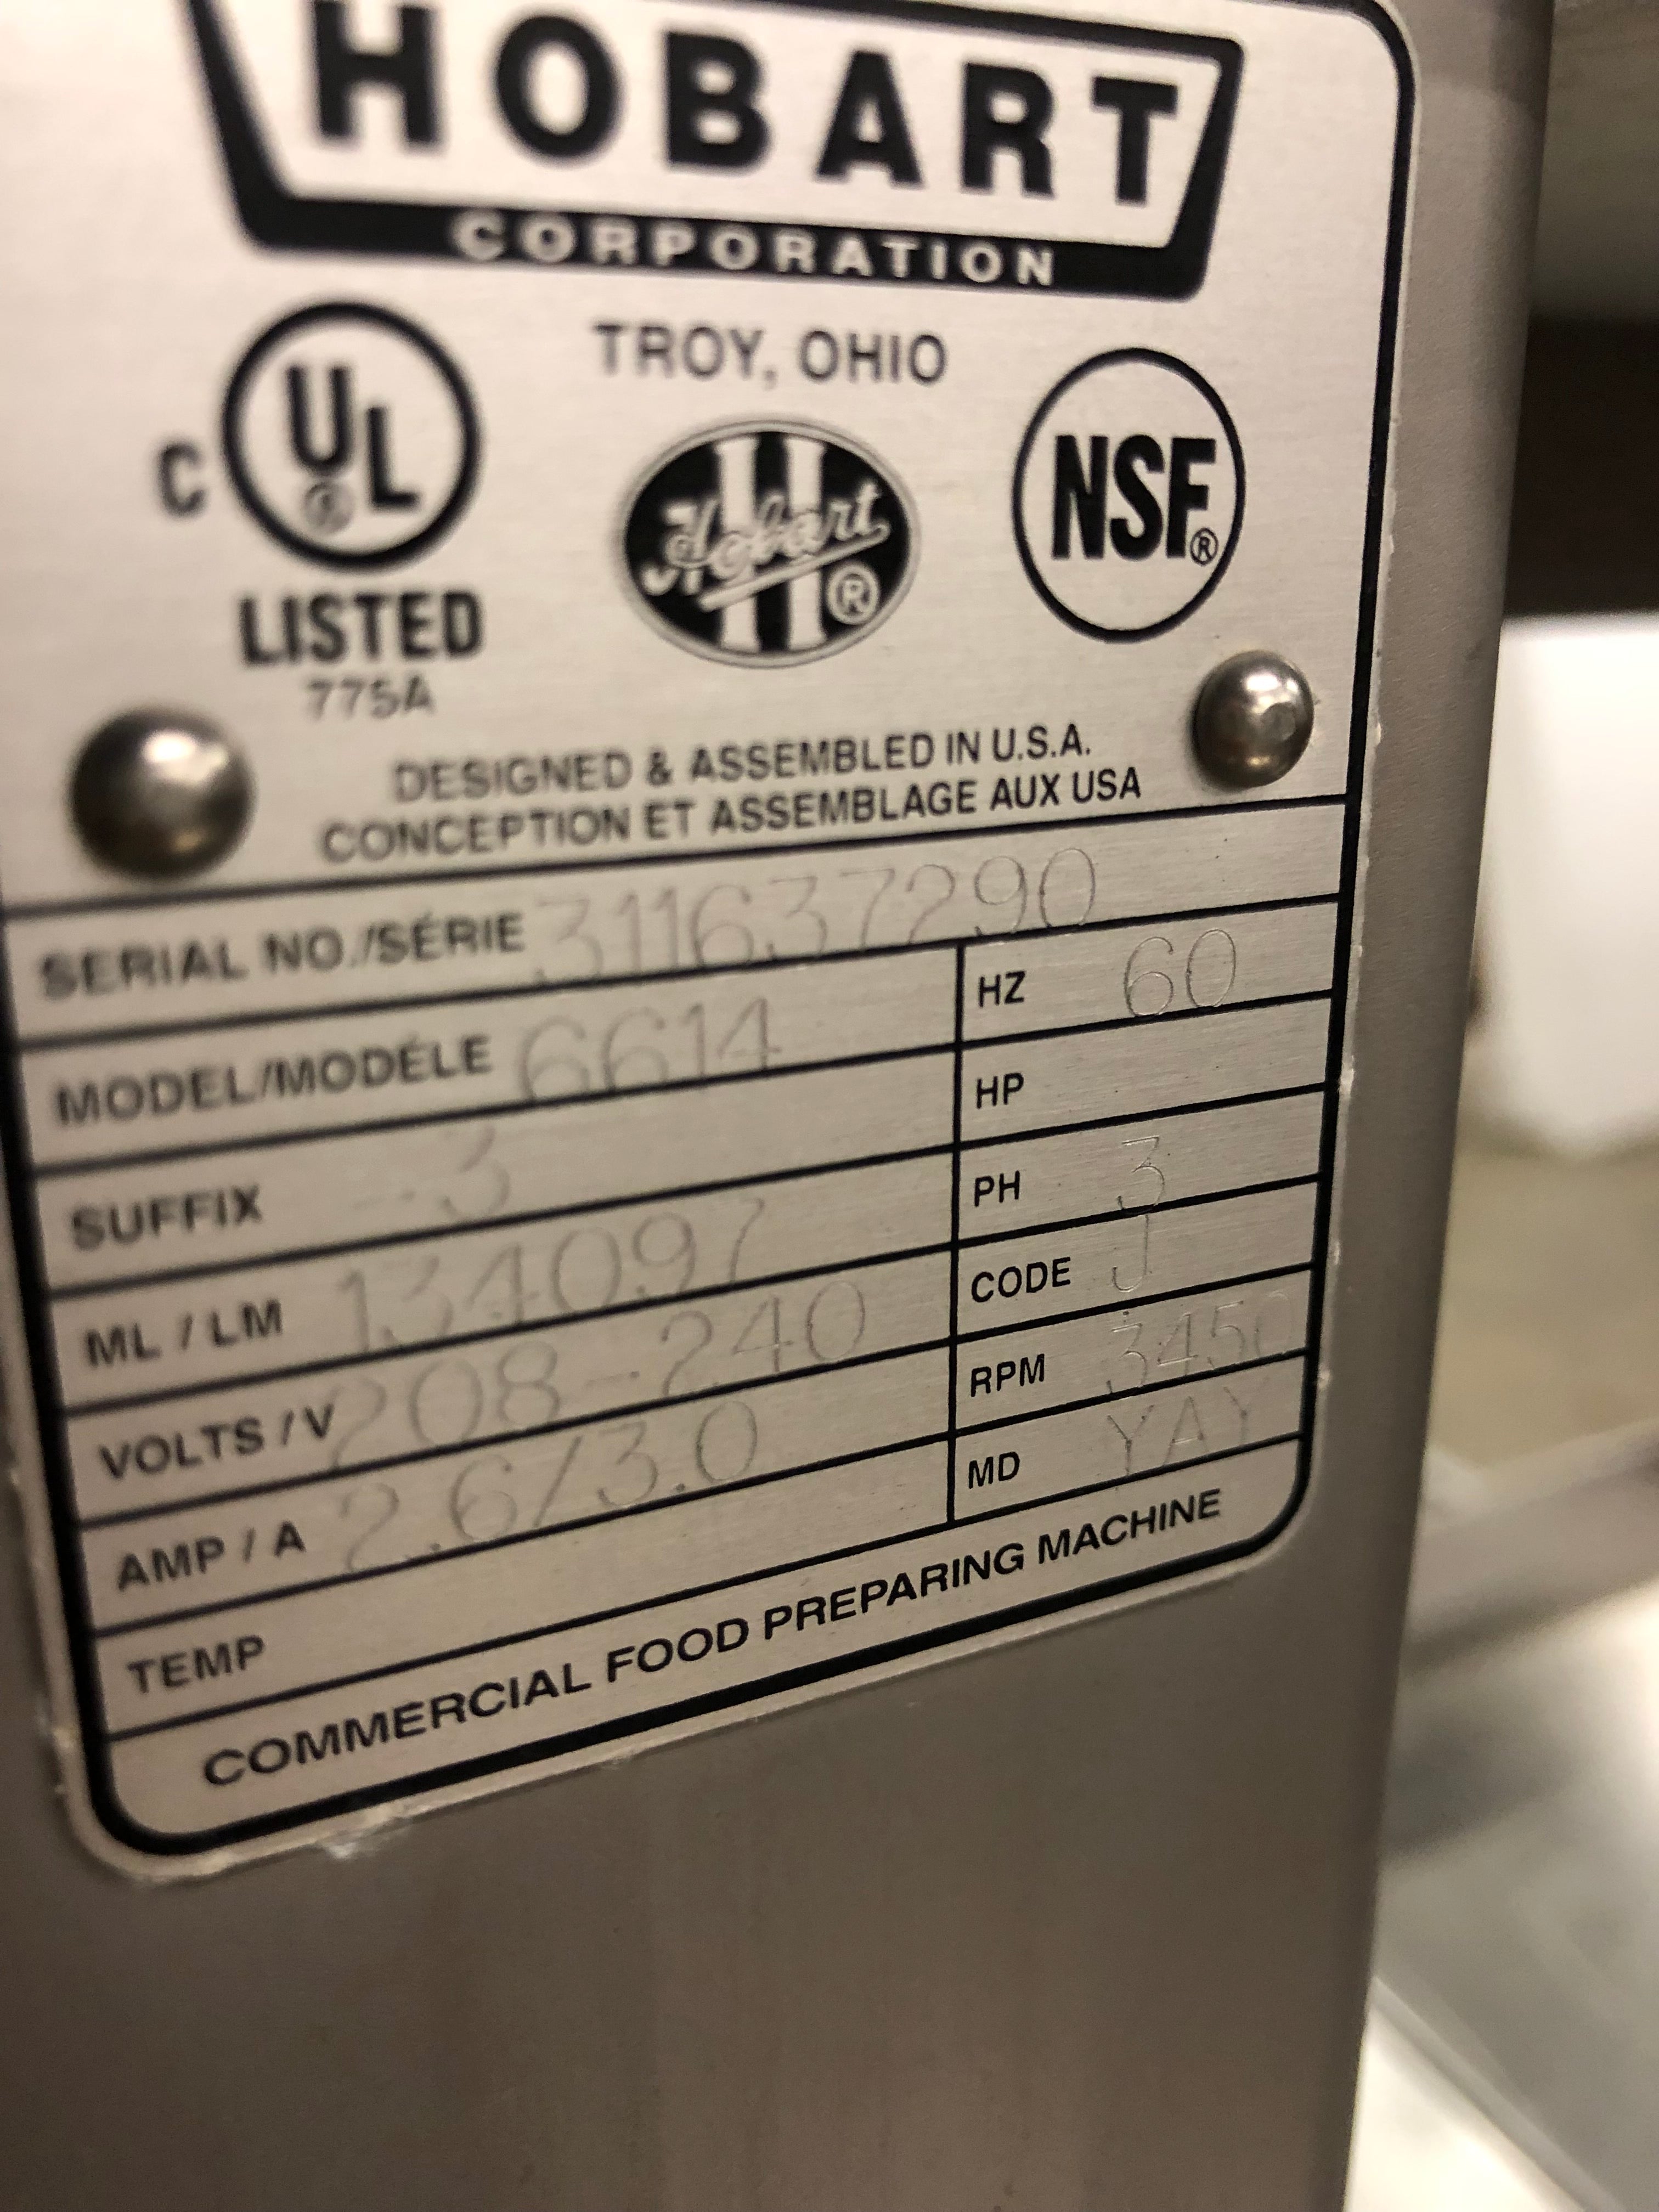 HOBART
CORPORATION
TROY, OHIO
C UL ®
LISTED
775A
Hobart ®
NSF ®
DESIGNED & ASSEMBLED IN U.S.A.
CONCEPTION ET ASSEMBLAGE AUX USA
SERIAL NO./SÉRIE 311637290
MODEL/MODÉLE 6614 HZ 60
SUFFIX -3 HP
ML / LM 134097 PH 3
VOLTS / V 208-240 CODE J
AMP / A 2.6/3.0 RPM 3450
TEMP MD YAY
COMMERCIAL FOOD PREPARING MACHINE